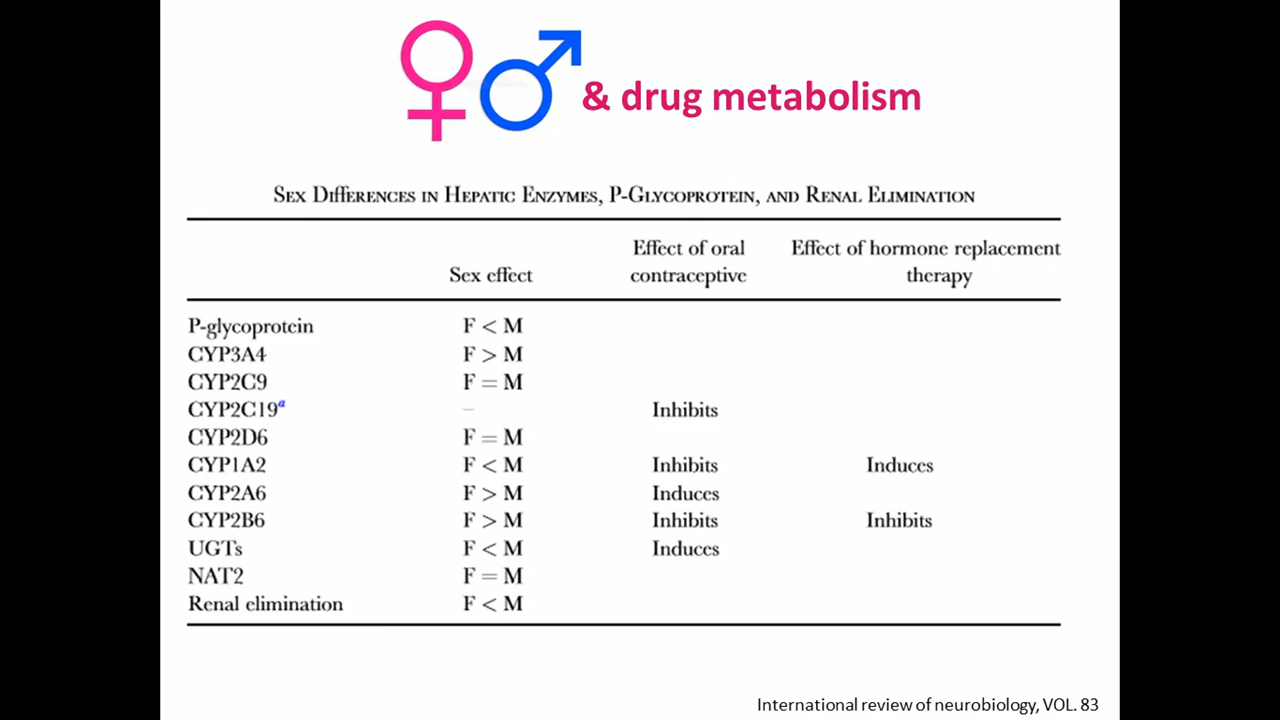 & drug metabolism
Sex Differences in Hepatic Enzymes, P-Glycoprotein, and Renal Elimination
Sex effect Effect of oral contraceptive Effect of hormone replacement therapy
P-glycoprotein F < M
CYP3A4 F > M
CYP2C9 F = M
CYP2C19a – Inhibits
CYP2D6 F = M
CYP1A2 F < M Inhibits Induces
CYP2A6 F > M Induces
CYP2B6 F > M Inhibits Inhibits
UGTs F < M Induces
NAT2 F = M
Renal elimination F < M
International review of neurobiology, VOL. 83